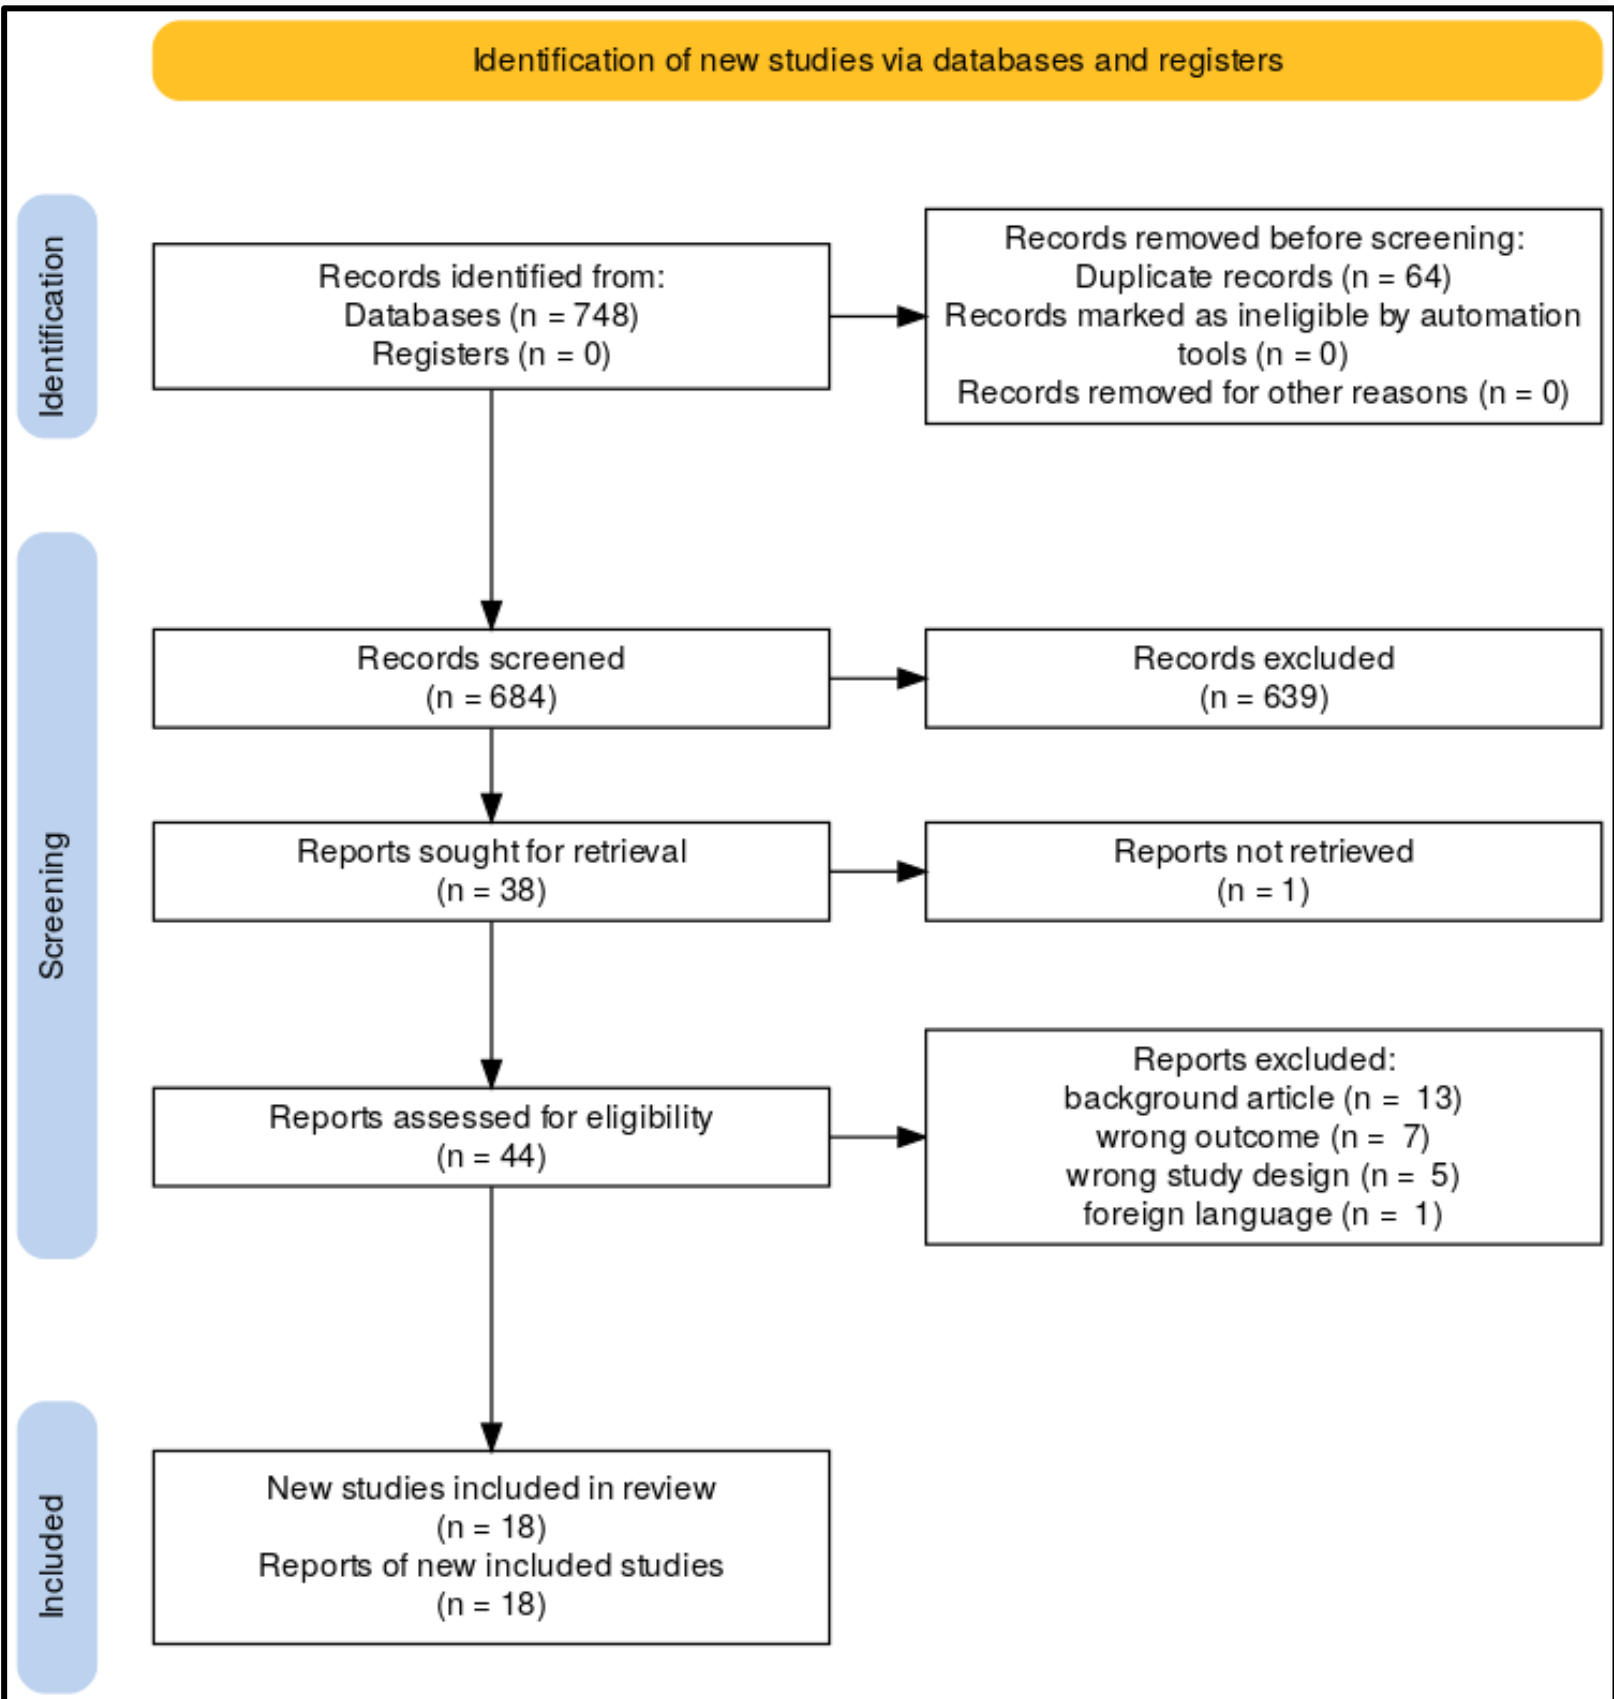 Identification of new studies via databases and registers
Identification
Records identified from:
Databases (n = 748)
Registers (n = 0)
Records removed before screening:
Duplicate records (n = 64)
Records marked as ineligible by automation
tools (n = 0)
Records removed for other reasons (n = 0)
Screening
Records screened
(n = 684)
Records excluded
(n = 639)
Reports sought for retrieval
(n = 38)
Reports not retrieved
(n = 1)
Reports assessed for eligibility
(n = 44)
Reports excluded:
background article (n = 13)
wrong outcome (n = 7)
wrong study design (n = 5)
foreign language (n = 1)
Included
New studies included in review
(n = 18)
Reports of new included studies
(n = 18)